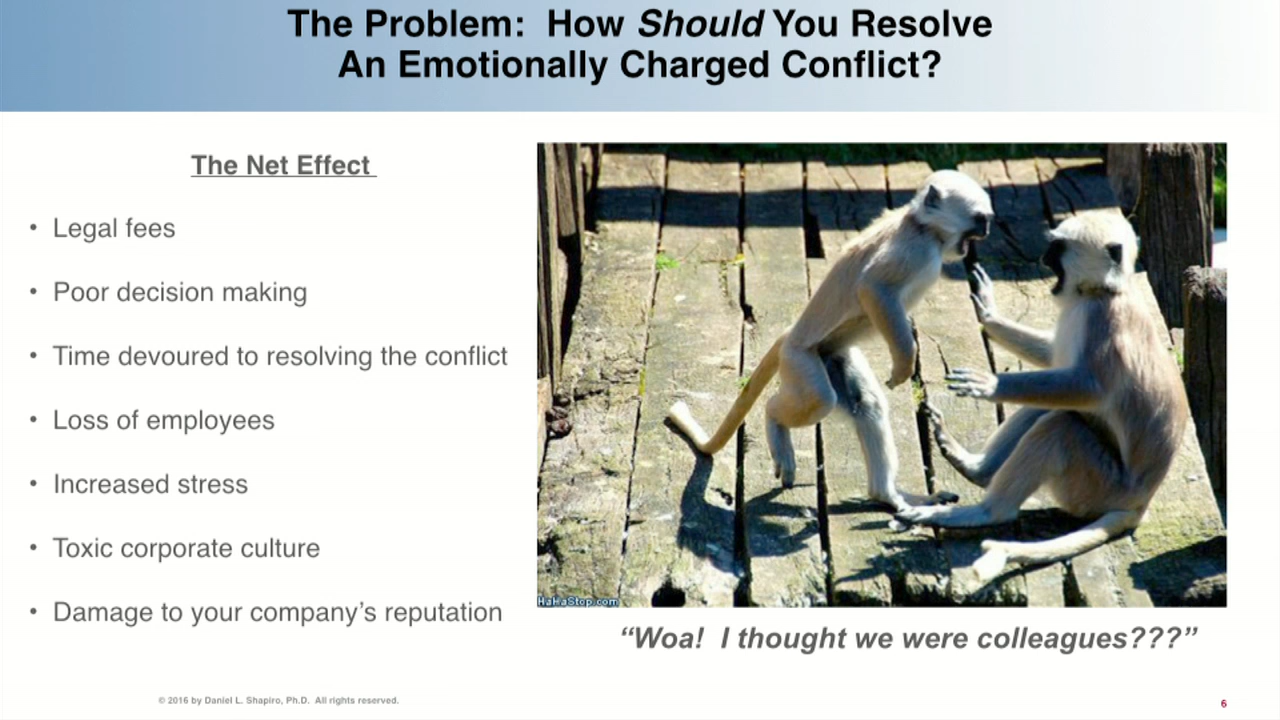 The Problem:  How Should You Resolve
An Emotionally Charged Conflict?
The Net Effect
• Legal fees
• Poor decision making
• Time devoured to resolving the conflict
• Loss of employees
• Increased stress
• Toxic corporate culture
• Damage to your company’s reputation
HaHaStop.com
“Woa!  I thought we were colleagues???”
© 2016 by Daniel L. Shapiro, Ph.D.  All rights reserved.
6